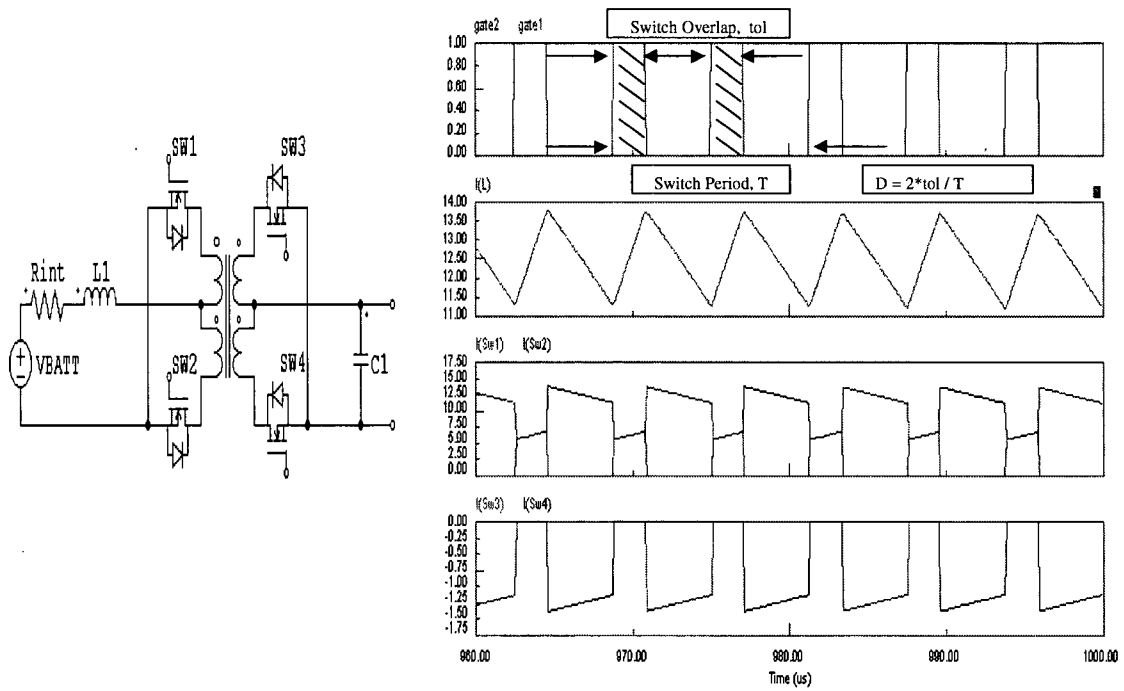 gate2 gate1
Switch Overlap, tol
1.00
0.80
0.60
0.40
0.20
0.00
Switch Period, T
D = 2*tol / T
I(L)
14.00
13.50
13.00
12.50
12.00
11.50
11.00
I(Sw1) I(Sw2)
17.50
15.00
12.50
10.00
7.50
5.00
2.50
0.00
I(Sw3) I(Sw4)
0.00
-0.25
-0.50
-0.75
-1.00
-1.25
-1.50
-1.75
960.00 970.00 980.00 990.00 1000.00
Time (us)
SW1
SW3
Rint
L1
VBATT
SW2
SW4
C1